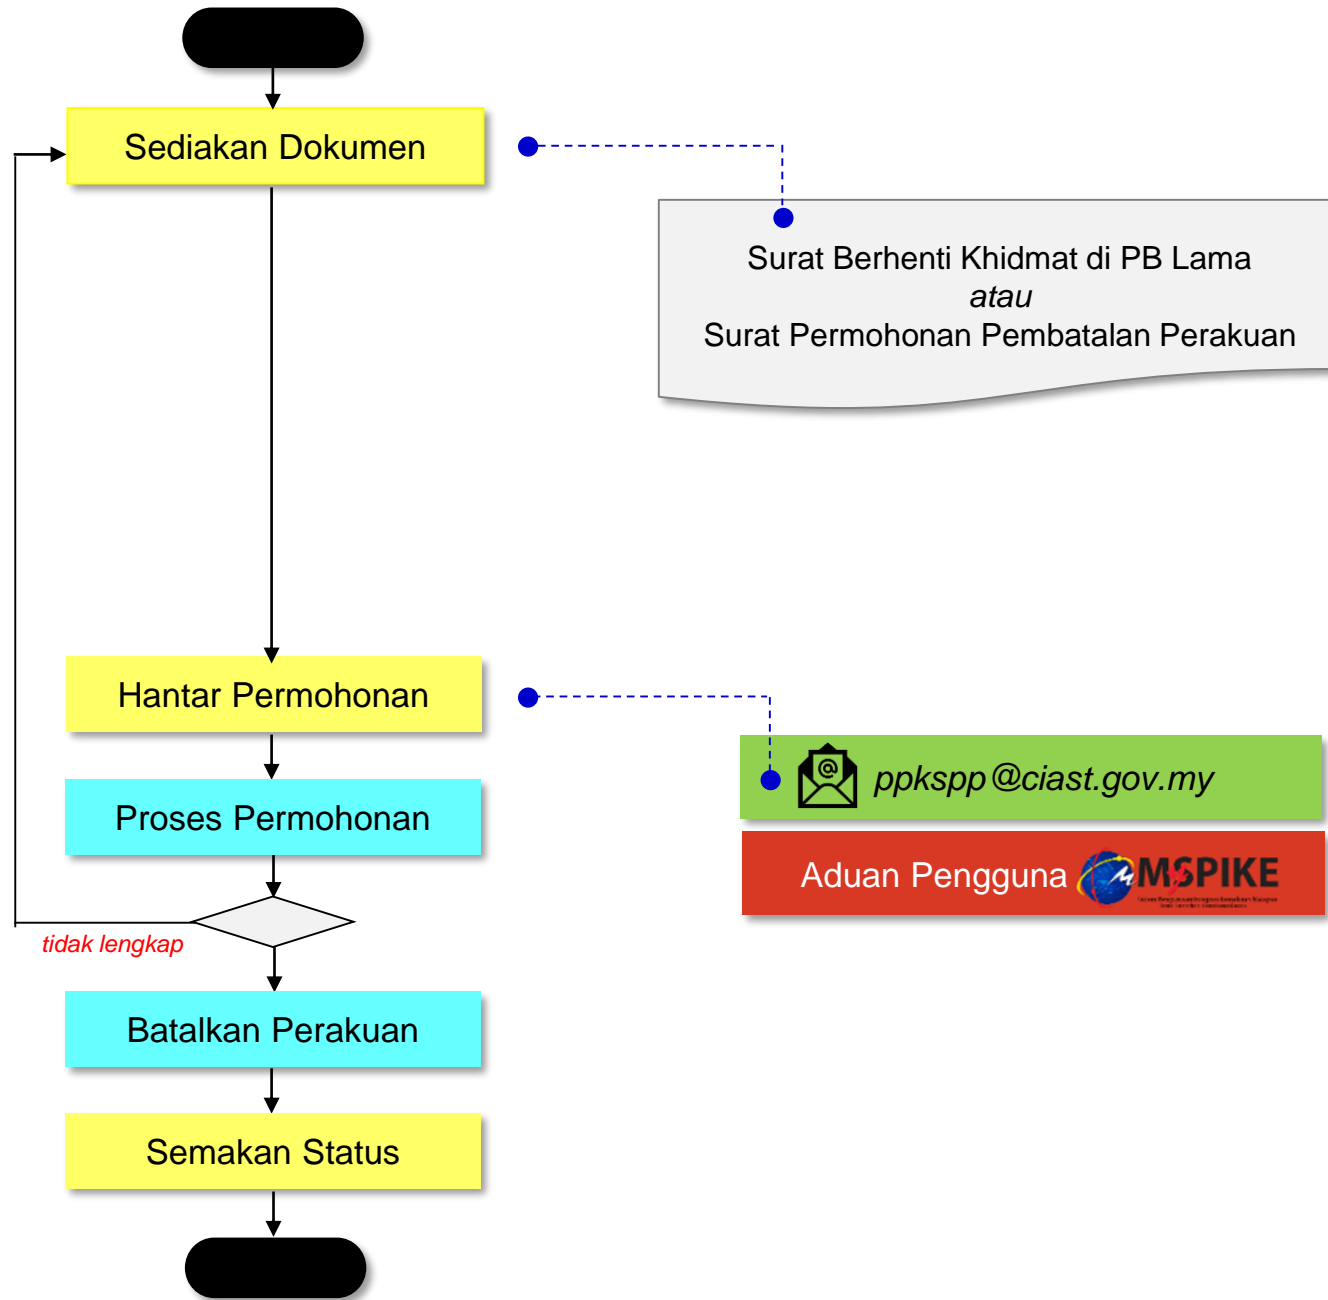 Sediakan Dokumen
Surat Berhenti Khidmat di PB Lama
atau
Surat Permohonan Pembatalan Perakuan
Hantar Permohonan
ppkspp@ciast.gov.my
Proses Permohonan
Aduan Pengguna MySPIKE
tidak lengkap
Batalkan Perakuan
Semakan Status